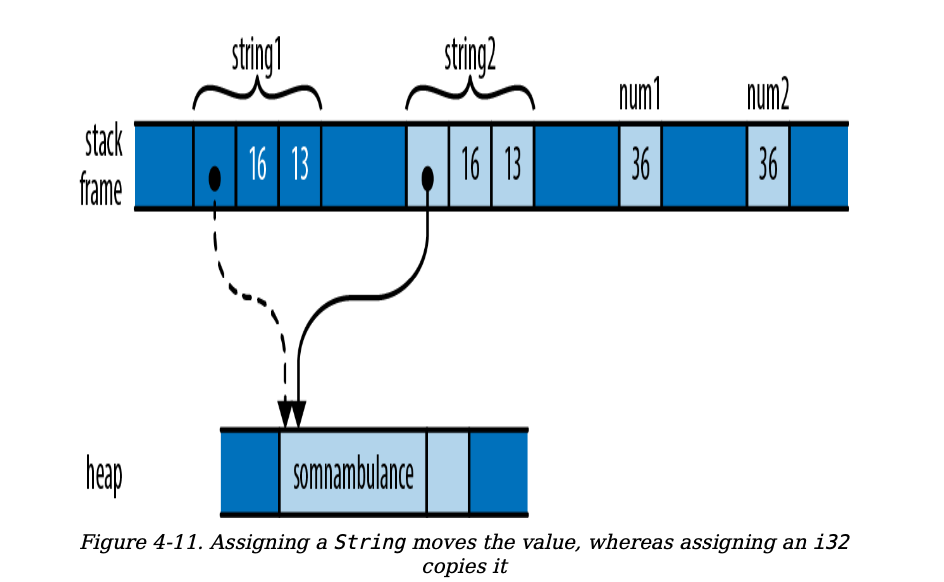 string1 string2
num1 num2
stack
frame
16 13 16 13 36 36
heap
somnambulance
Figure 4-11. Assigning a String moves the value, whereas assigning an i32
copies it